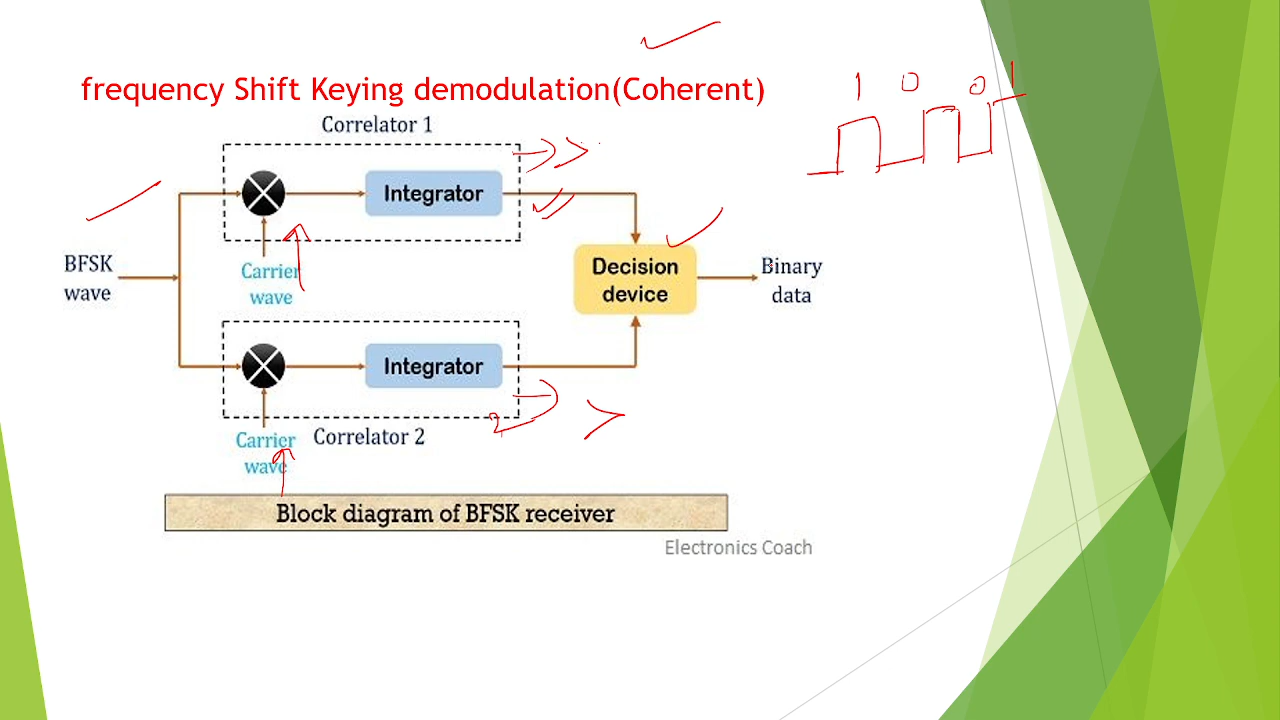 frequency Shift Keying demodulation(Coherent)
1 0 0 1
Correlator 1
Integrator
BFSK
wave
Carrier
wave
Decision
device
Binary
data
Integrator
Carrier
wave
Correlator 2
2
Block diagram of BFSK receiver
Electronics Coach